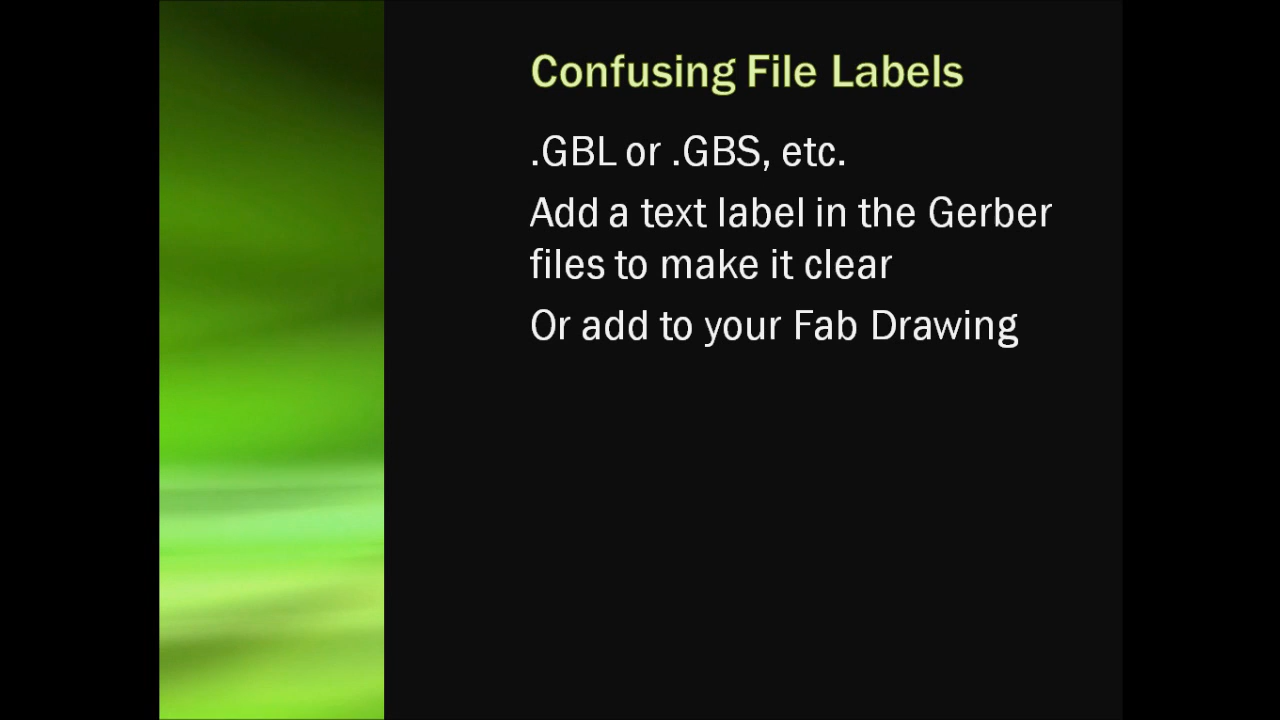 Confusing File Labels
.GBL or .GBS, etc.
Add a text label in the Gerber
files to make it clear
Or add to your Fab Drawing